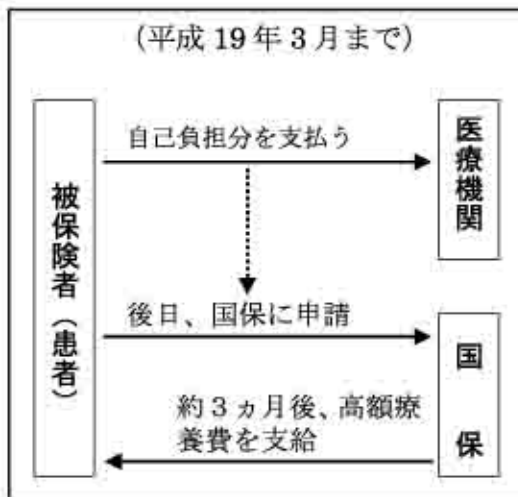 （平成 19 年 3 月まで）
自己負担分を支払う
医療機関
被保険者（患者）
後日、国保に申請
国保
約 3 ヵ月後、高額療
養費を支給